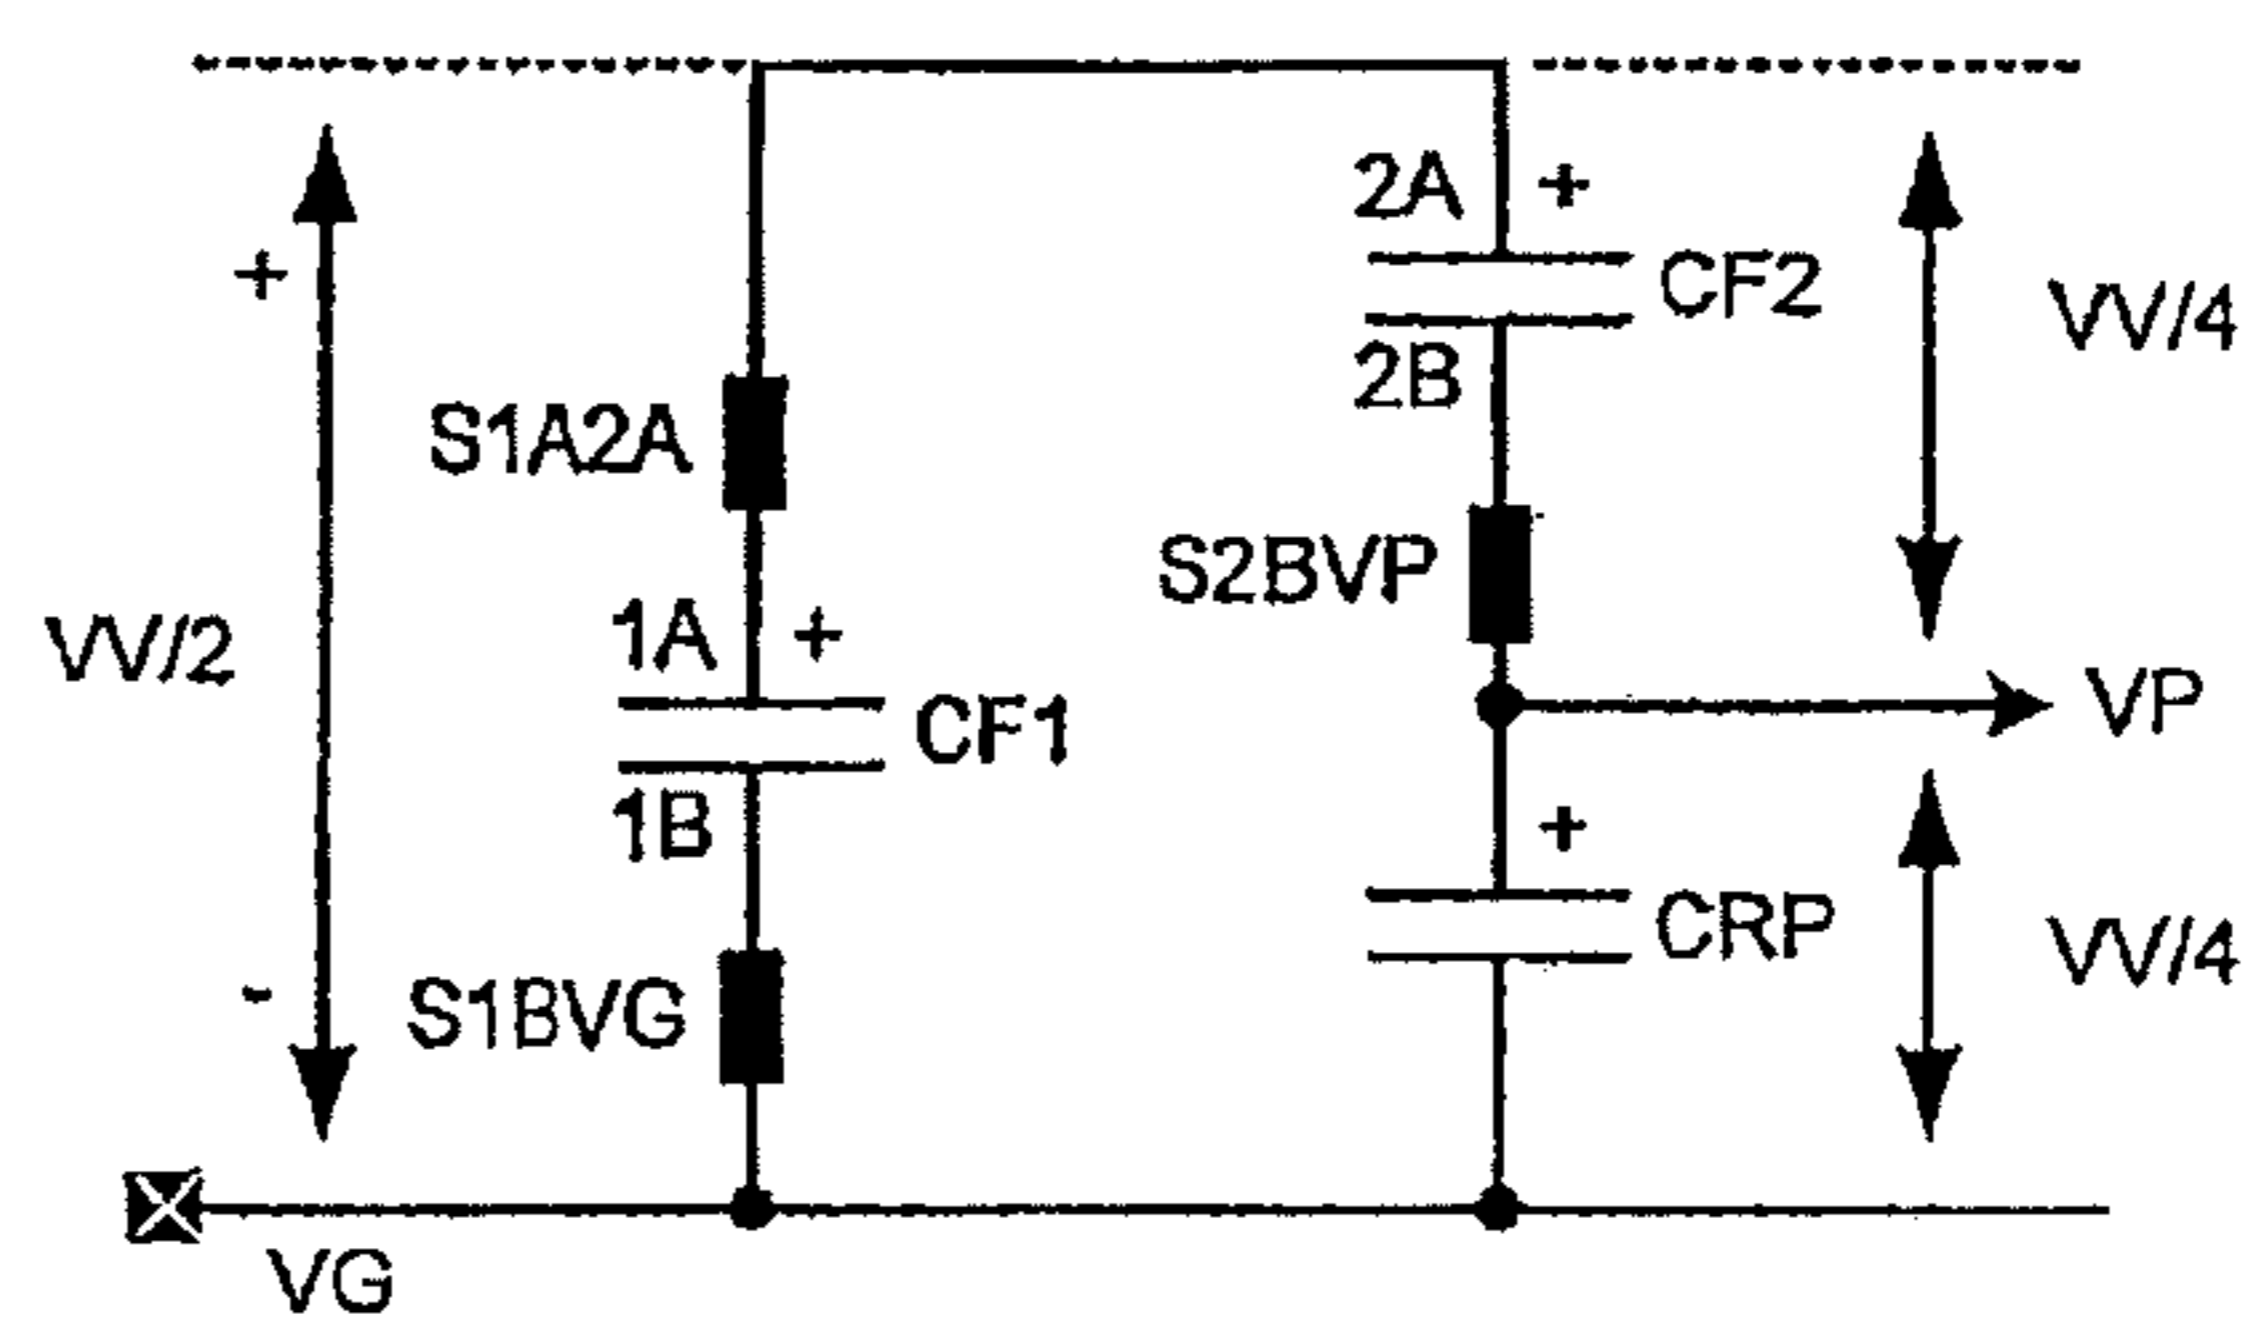 2A +
CF2
VV/4
+
2B
S1A2A
S2BVP
VV/2
1A +
VP
CF1
1B
+
CRP
VV/4
-
S1BVG
VG